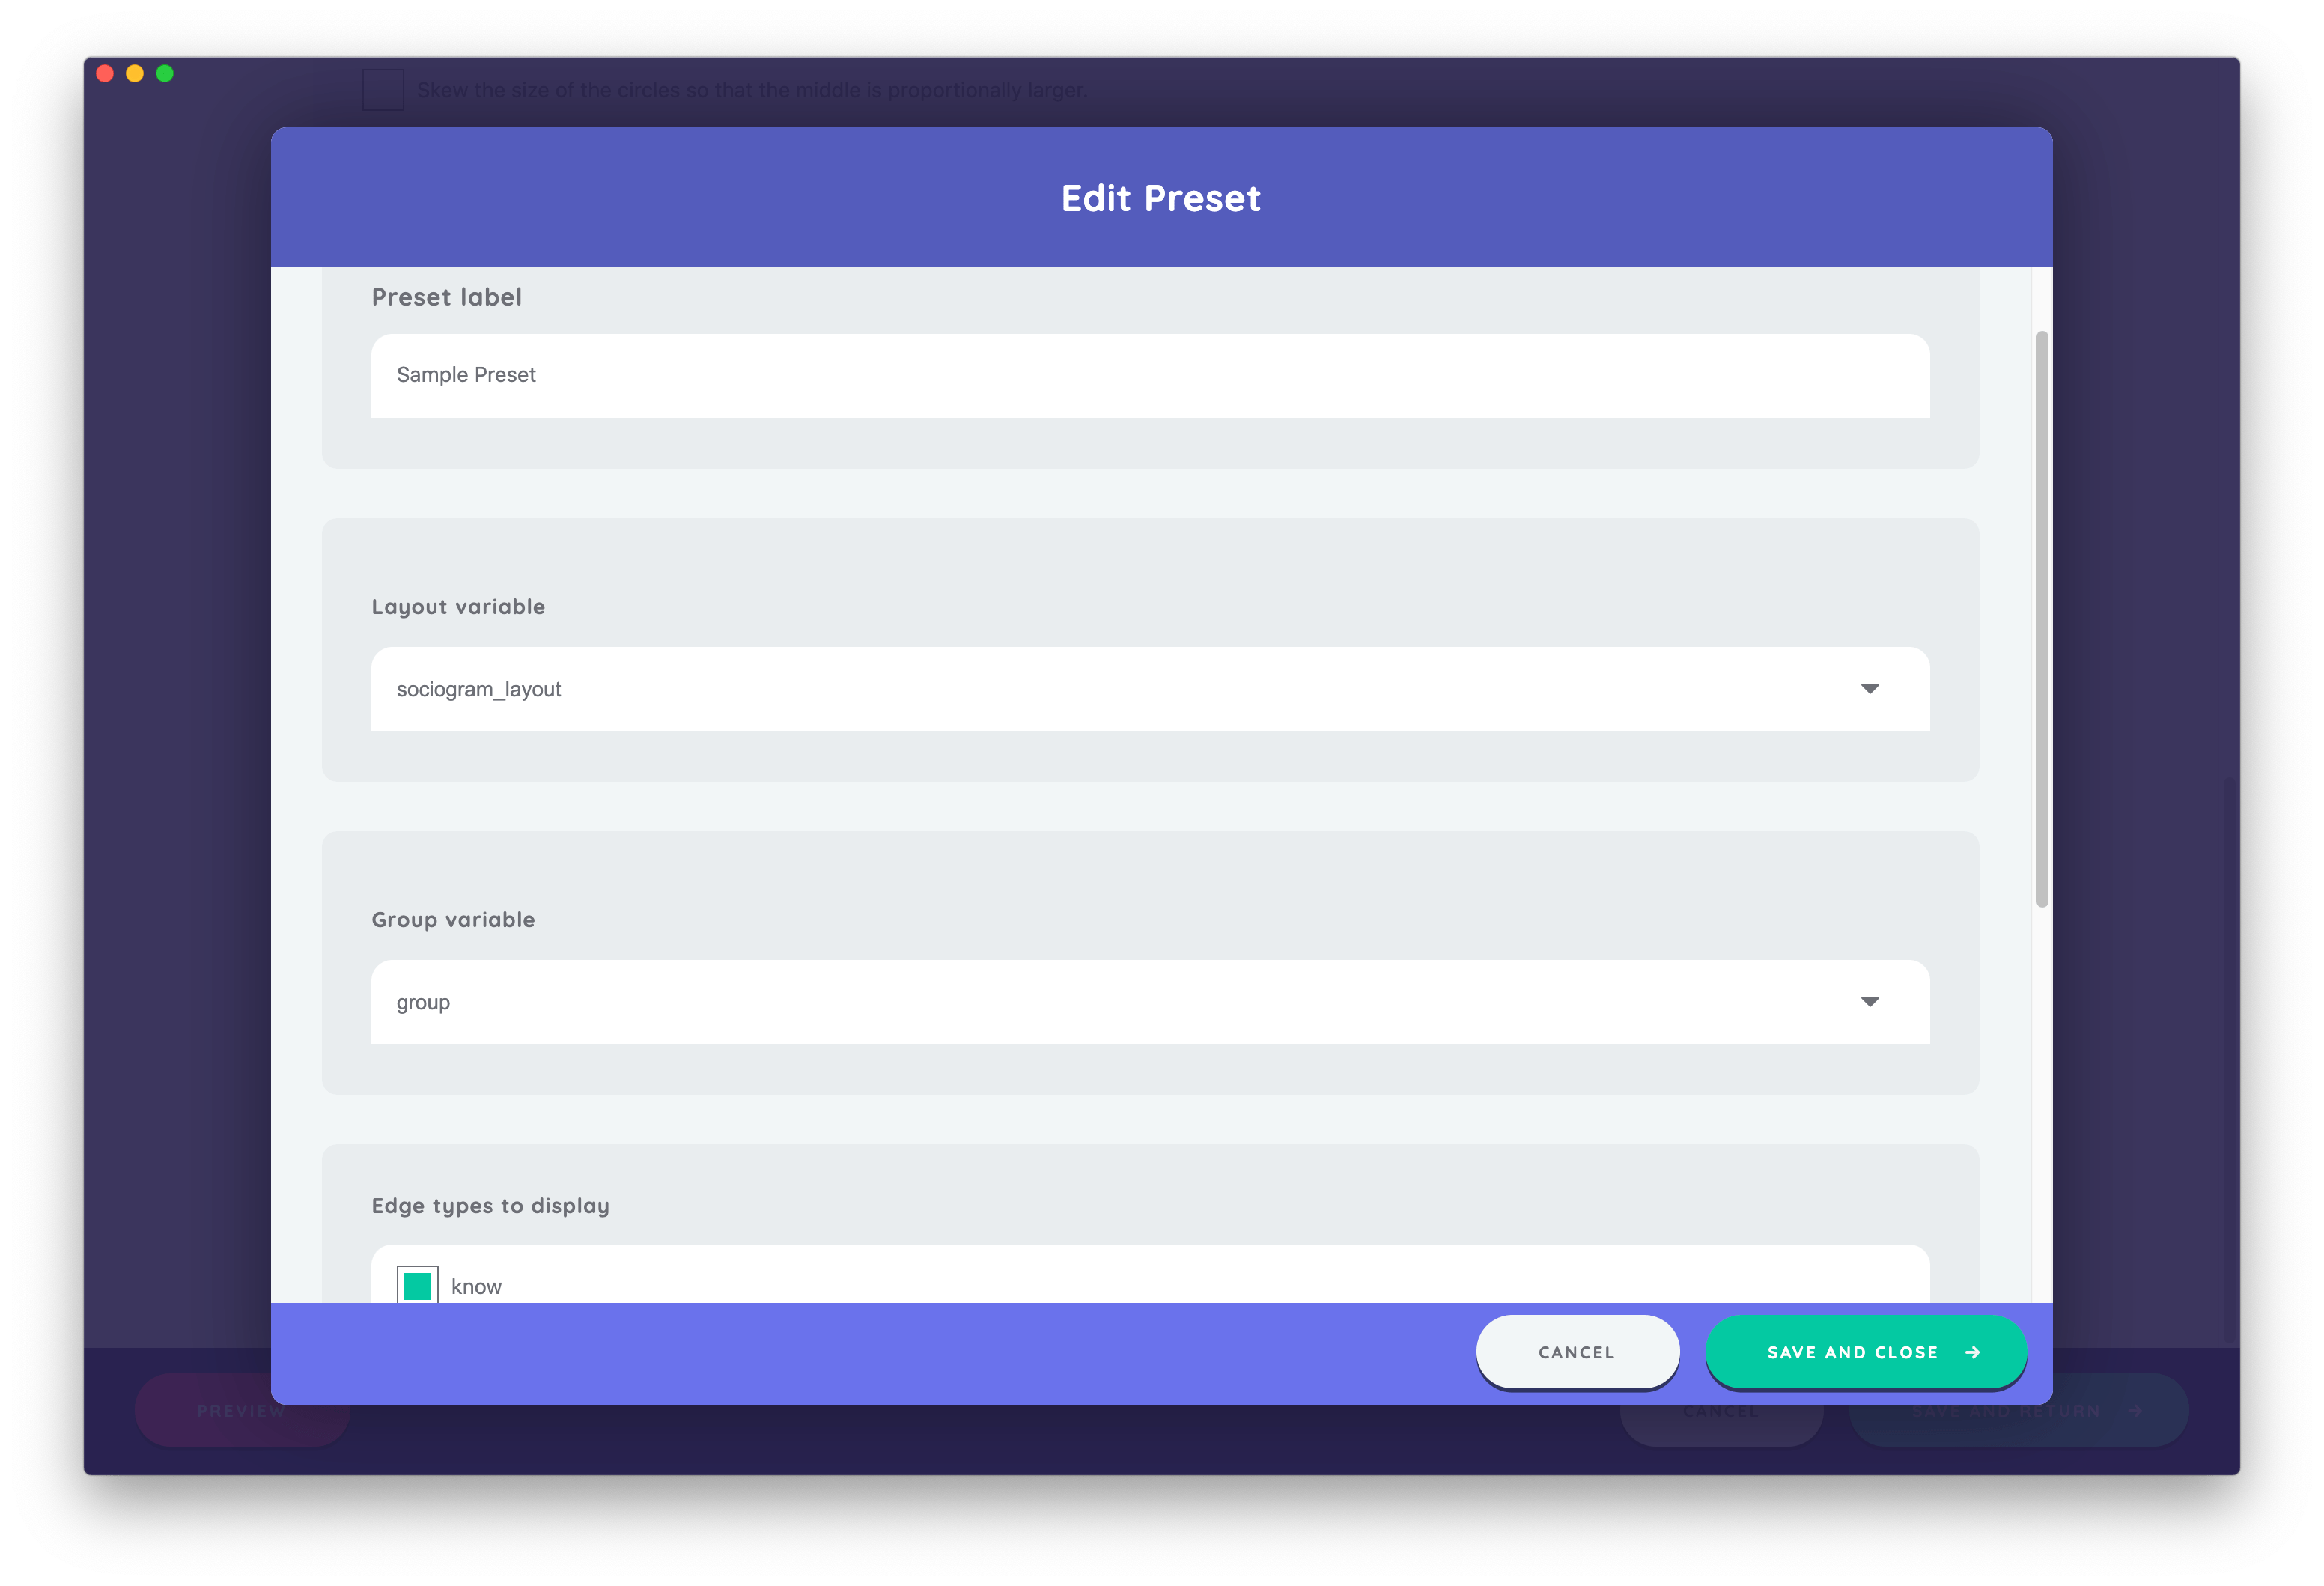 Skew the size of the circles so that the middle is proportionally larger.
Edit Preset
Preset label
Sample Preset
Layout variable
sociogram_layout
Group variable
group
Edge types to display
know
CANCEL
SAVE AND CLOSE →
PREVIEW
CANCEL
SAVE AND RETURN →